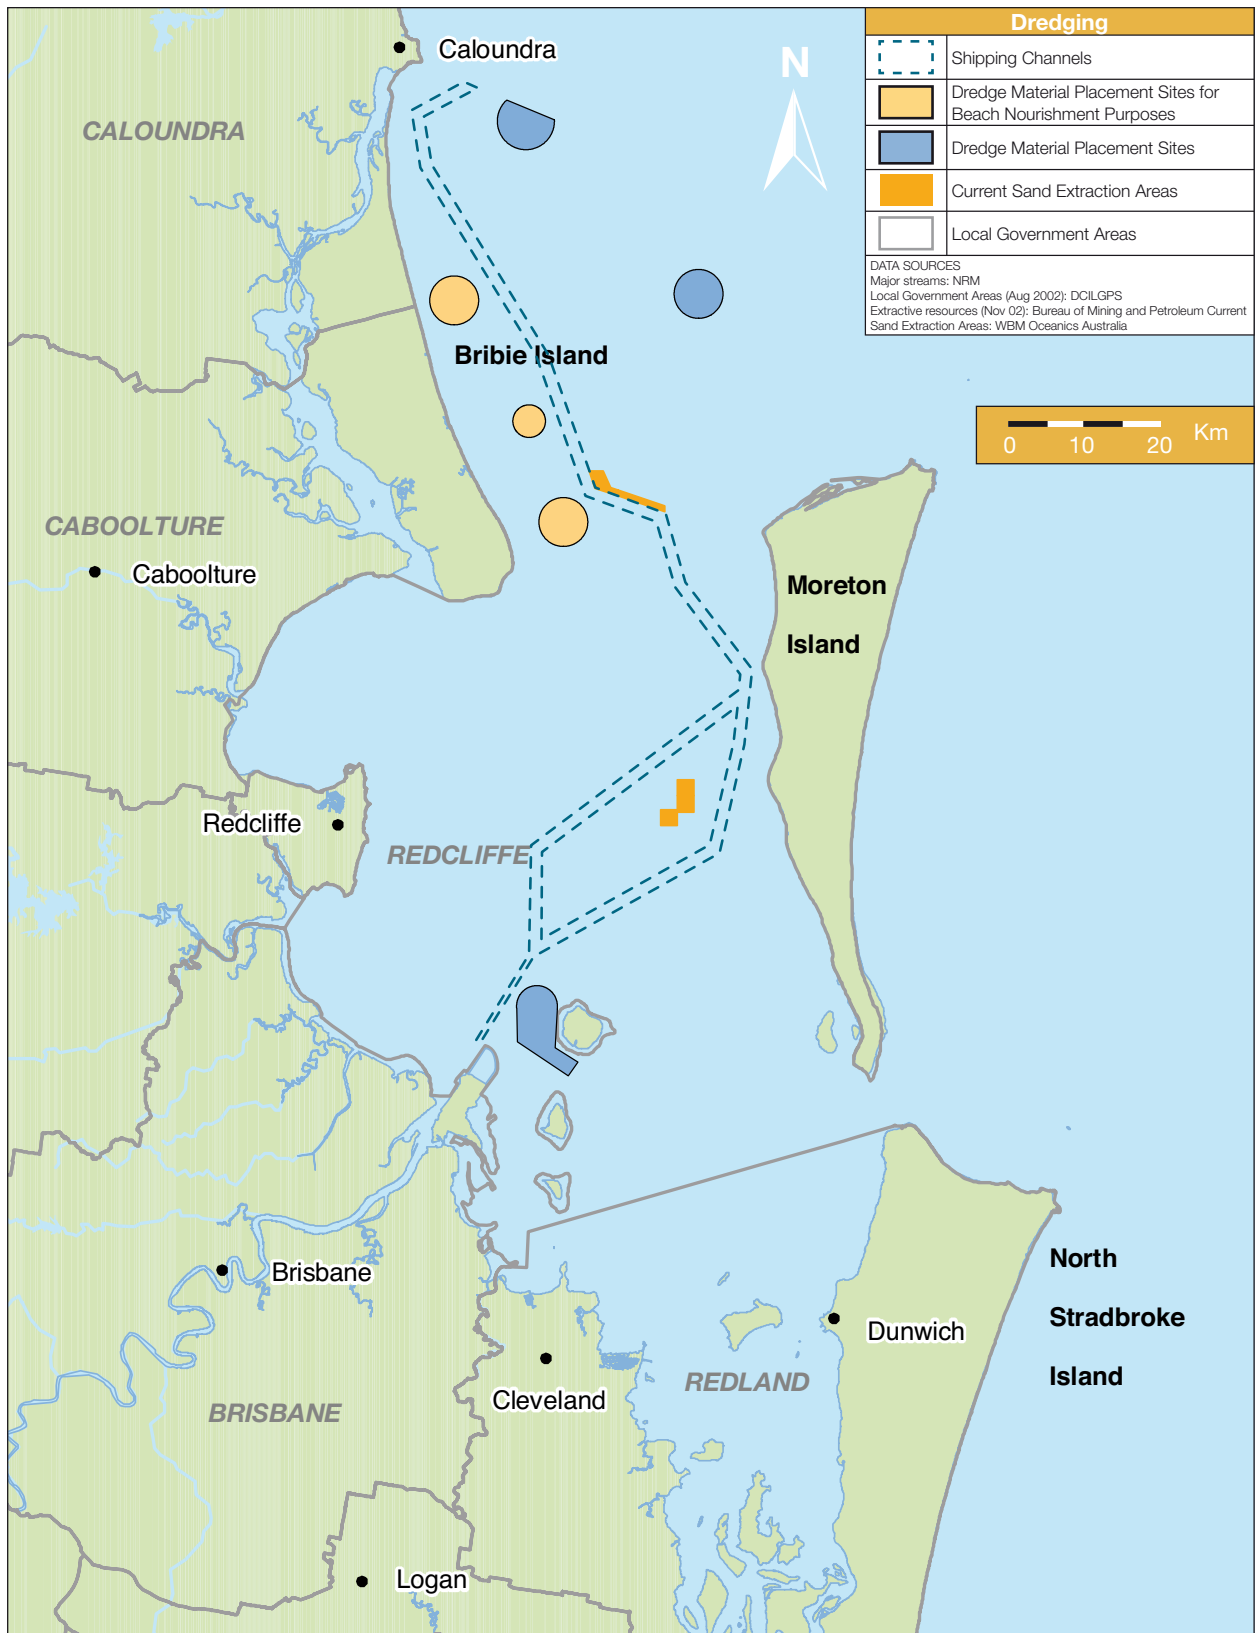 Dredging
Shipping Channels
Dredge Material Placement Sites for
Beach Nourishment Purposes
Dredge Material Placement Sites
Current Sand Extraction Areas
Local Government Areas
DATA SOURCES
Major streams: NRM
Local Government Areas (Aug 2002): DCILGPS
Extractive resources (Nov 02): Bureau of Mining and Petroleum Current
Sand Extraction Areas: WBM Oceanics Australia
N
Caloundra
CALOUNDRA
Bribie Island
0 10 20 Km
CABOOLTURE
Caboolture
Moreton
Island
Redcliffe
REDCLIFFE
Brisbane
BRISBANE
North
Stradbroke
Island
Dunwich
REDLAND
Cleveland
Logan